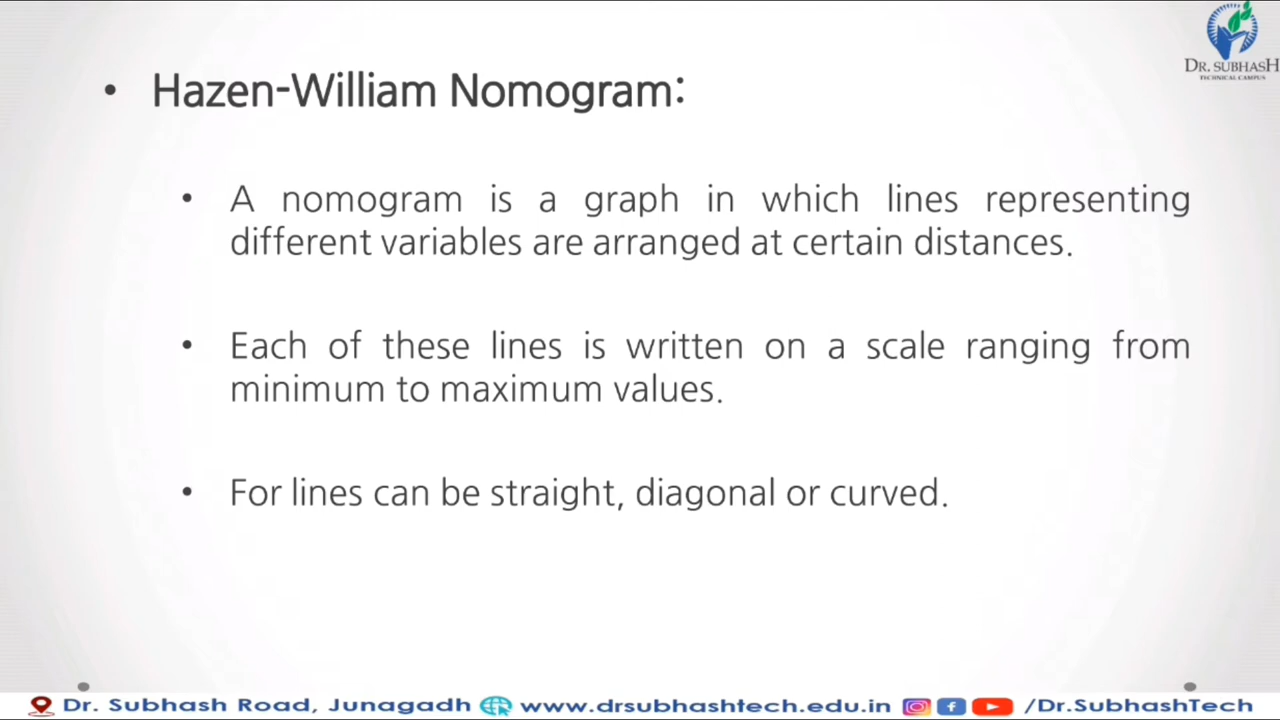 DR. SUBHASH
TECHNICAL CAMPUS
• Hazen-William Nomogram:
• A nomogram is a graph in which lines representing
different variables are arranged at certain distances.
• Each of these lines is written on a scale ranging from
minimum to maximum values.
• For lines can be straight, diagonal or curved.
Dr. Subhash Road, Junagadh www.drsubhashtech.edu.in /Dr.SubhashTech